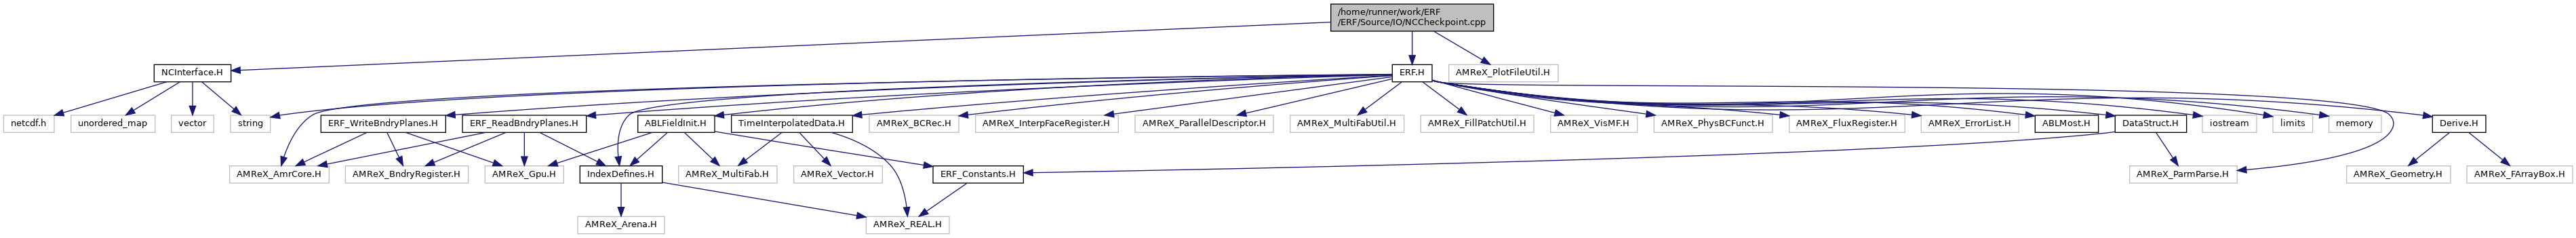 /home/runner/work/ERF
/ERF/Source/IO/NCCheckpoint.cpp
NCInterface.H
ERF.H
AMReX_PlotFileUtil.H
netcdf.h
unordered_map
vector
string
ERF_WriteBndryPlanes.H
ERF_ReadBndryPlanes.H
ABLFieldInit.H
TimeInterpolatedData.H
AMReX_BCRec.H
AMReX_InterpFaceRegister.H
AMReX_ParallelDescriptor.H
AMReX_MultiFabUtil.H
AMReX_FillPatchUtil.H
AMReX_VisMF.H
AMReX_PhysBCFunct.H
AMReX_FluxRegister.H
AMReX_ErrorList.H
ABLMost.H
DataStruct.H
iostream
limits
memory
Derive.H
AMReX_AmrCore.H
AMReX_BndryRegister.H
AMReX_Gpu.H
IndexDefines.H
AMReX_MultiFab.H
AMReX_Vector.H
ERF_Constants.H
AMReX_ParmParse.H
AMReX_Geometry.H
AMReX_FArrayBox.H
AMReX_Arena.H
AMReX_REAL.H